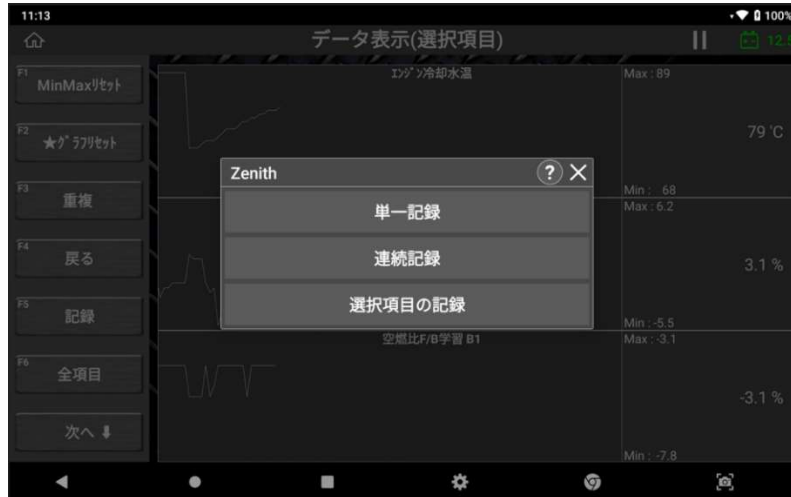 11:13
100%
データ表示(選択項目)
12.5
F1
MinMaxﾘｾｯﾄ
F2
★ｸﾞﾗﾌﾘｾｯﾄ
F3
重複
F4
戻る
F5
記録
F6
全項目
次へ ⬇
ｴﾝｼﾞﾝ冷却水温
Max : 89
79 ℃
Min : 68
Max : 6.2
3.1 %
Min : -5.5
空燃比F/B学習 B1
Max : -3.1
-3.1 %
Min : -7.8
Zenith
?
単一記録
連続記録
選択項目の記録